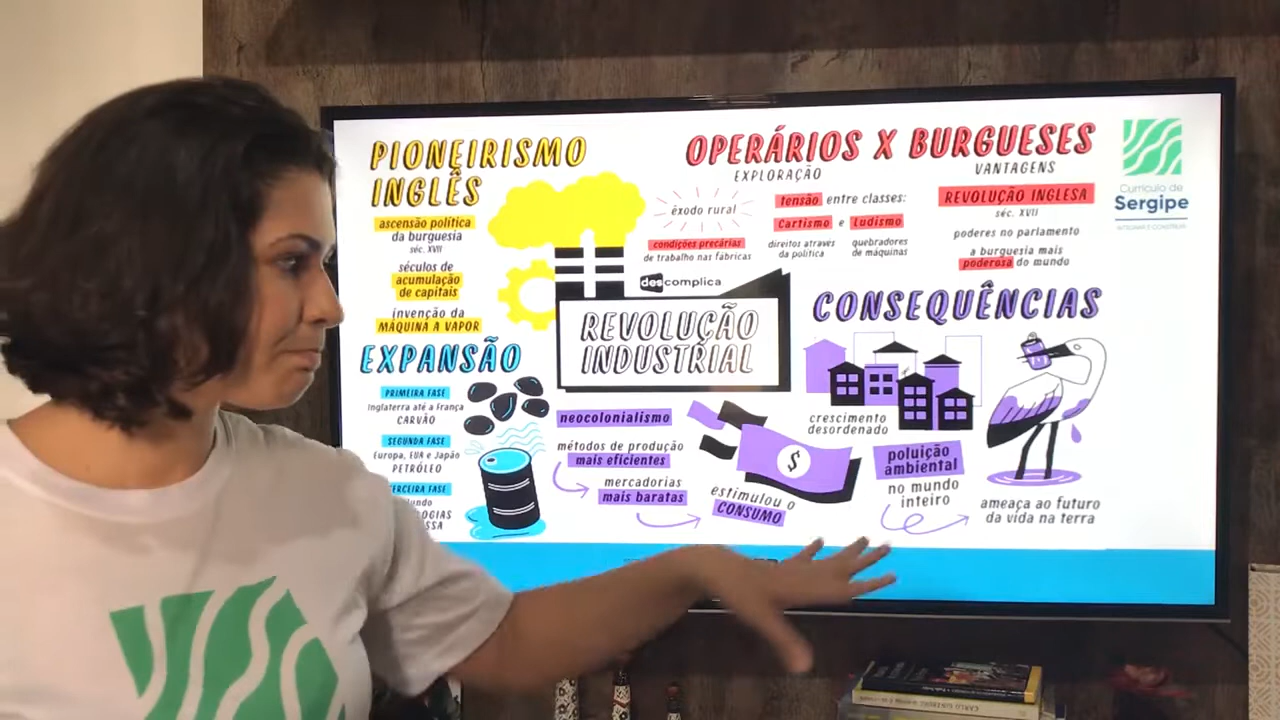 PIONEIRISMO
INGLÊS
ascensão política
da burguesia
séc. XVII
séculos de
acumulação
de capitais
invenção da
MÁQUINA A VAPOR
OPERÁRIOS X BURGUESES
EXPLORAÇÃO
VANTAGENS
êxodo rural
condições precárias
de trabalho nas fábricas
tensão entre classes:
Cartismo e Ludismo
direitos através
da política
quebradores
de máquinas
REVOLUÇÃO INGLESA
séc. XVII
poderes no parlamento
a burguesia mais
poderosa do mundo
Currículo de
Sergipe
INTEGRAR E CONSTRUIR
descomplica
REVOLUÇÃO
INDUSTRIAL
EXPANSÃO
PRIMEIRA FASE
Inglaterra até a França
CARVÃO
SEGUNDA FASE
Europa, EUA e Japão
PETRÓLEO
FASE
neocolonialismo
métodos de produção
mais eficientes
mercadorias
mais baratas
estimulou o
CONSUMO
$
CONSEQUÊNCIAS
crescimento
desordenado
poluição
ambiental
no mundo
inteiro
ameaça ao futuro
da vida na terra